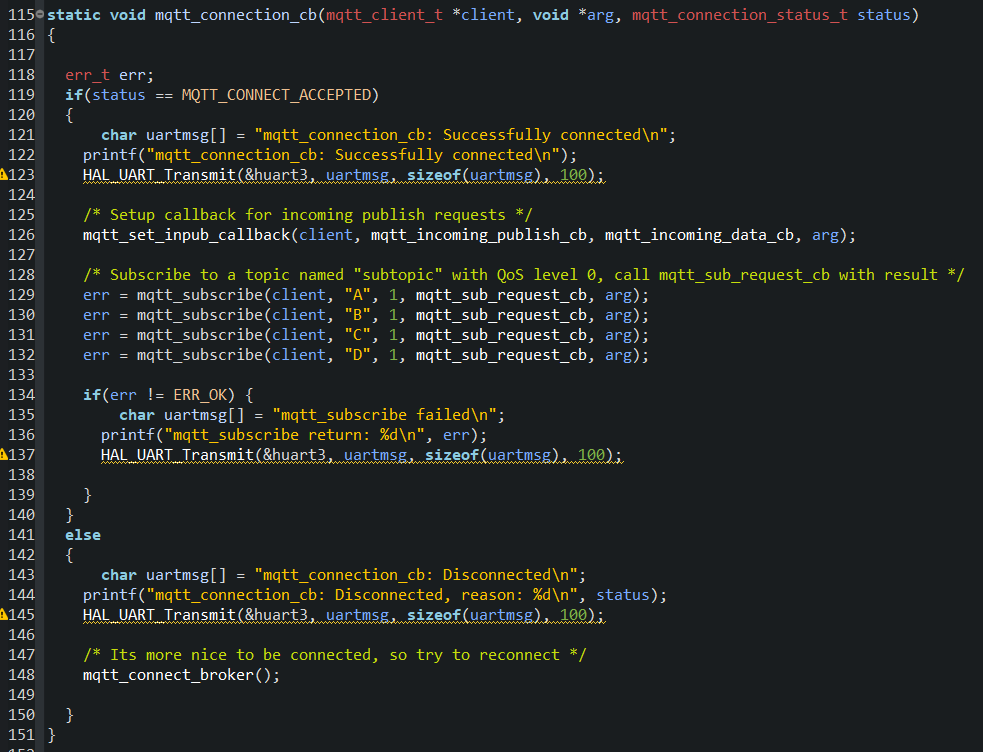 115 static void mqtt_connection_cb(mqtt_client_t *client, void *arg, mqtt_connection_status_t status)
116 {
117
118   err_t err;
119   if(status == MQTT_CONNECT_ACCEPTED)
120   {
121       char uartmsg[] = "mqtt_connection_cb: Successfully connected\n";
122     printf("mqtt_connection_cb: Successfully connected\n");
123     HAL_UART_Transmit(&huart3, uartmsg, sizeof(uartmsg), 100);
124
125     /* Setup callback for incoming publish requests */
126     mqtt_set_inpub_callback(client, mqtt_incoming_publish_cb, mqtt_incoming_data_cb, arg);
127
128     /* Subscribe to a topic named "subtopic" with QoS level 0, call mqtt_sub_request_cb with result */
129     err = mqtt_subscribe(client, "A", 1, mqtt_sub_request_cb, arg);
130     err = mqtt_subscribe(client, "B", 1, mqtt_sub_request_cb, arg);
131     err = mqtt_subscribe(client, "C", 1, mqtt_sub_request_cb, arg);
132     err = mqtt_subscribe(client, "D", 1, mqtt_sub_request_cb, arg);
133
134     if(err != ERR_OK) {
135         char uartmsg[] = "mqtt_subscribe failed\n";
136       printf("mqtt_subscribe return: %d\n", err);
137       HAL_UART_Transmit(&huart3, uartmsg, sizeof(uartmsg), 100);
138
139     }
140   }
141   else
142   {
143       char uartmsg[] = "mqtt_connection_cb: Disconnected\n";
144     printf("mqtt_connection_cb: Disconnected, reason: %d\n", status);
145     HAL_UART_Transmit(&huart3, uartmsg, sizeof(uartmsg), 100);
146
147     /* Its more nice to be connected, so try to reconnect */
148     mqtt_connect_broker();
149
150   }
151 }